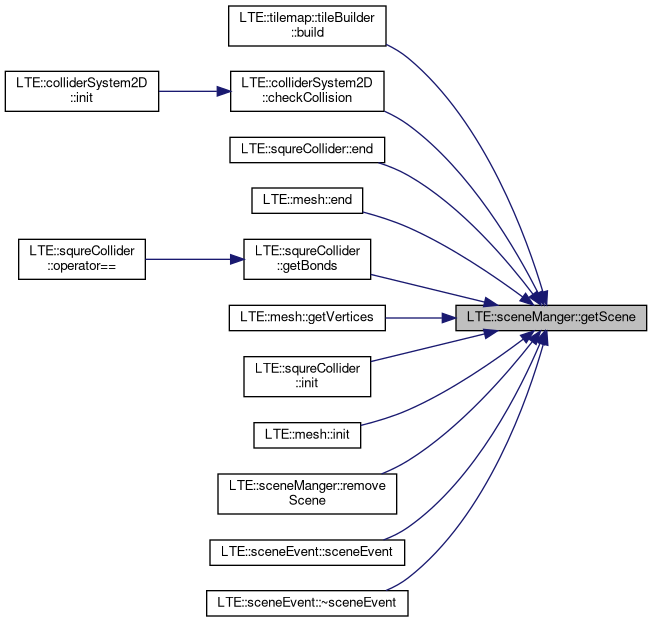 LTE::tilemap::tileBuilder
::build
LTE::colliderSystem2D
::init
LTE::colliderSystem2D
::checkCollision
LTE::squreCollider::end
LTE::mesh::end
LTE::squreCollider
::operator==
LTE::squreCollider
::getBonds
LTE::mesh::getVertices
LTE::sceneManger::getScene
LTE::squreCollider
::init
LTE::mesh::init
LTE::sceneManger::remove
Scene
LTE::sceneEvent::sceneEvent
LTE::sceneEvent::~sceneEvent